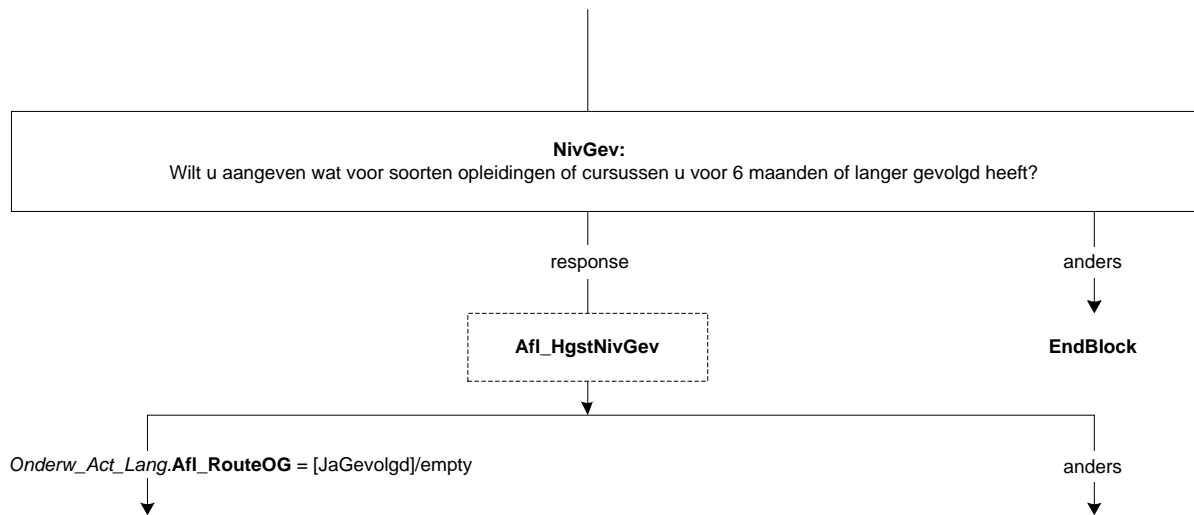 NivGev:
Wilt u aangeven wat voor soorten opleidingen of cursussen u voor 6 maanden of langer gevolgd heeft?
response
anders
Afl_HgstNivGev
EndBlock
Onderw_Act_Lang.Afl_RouteOG = [JaGevolgd]/empty
anders